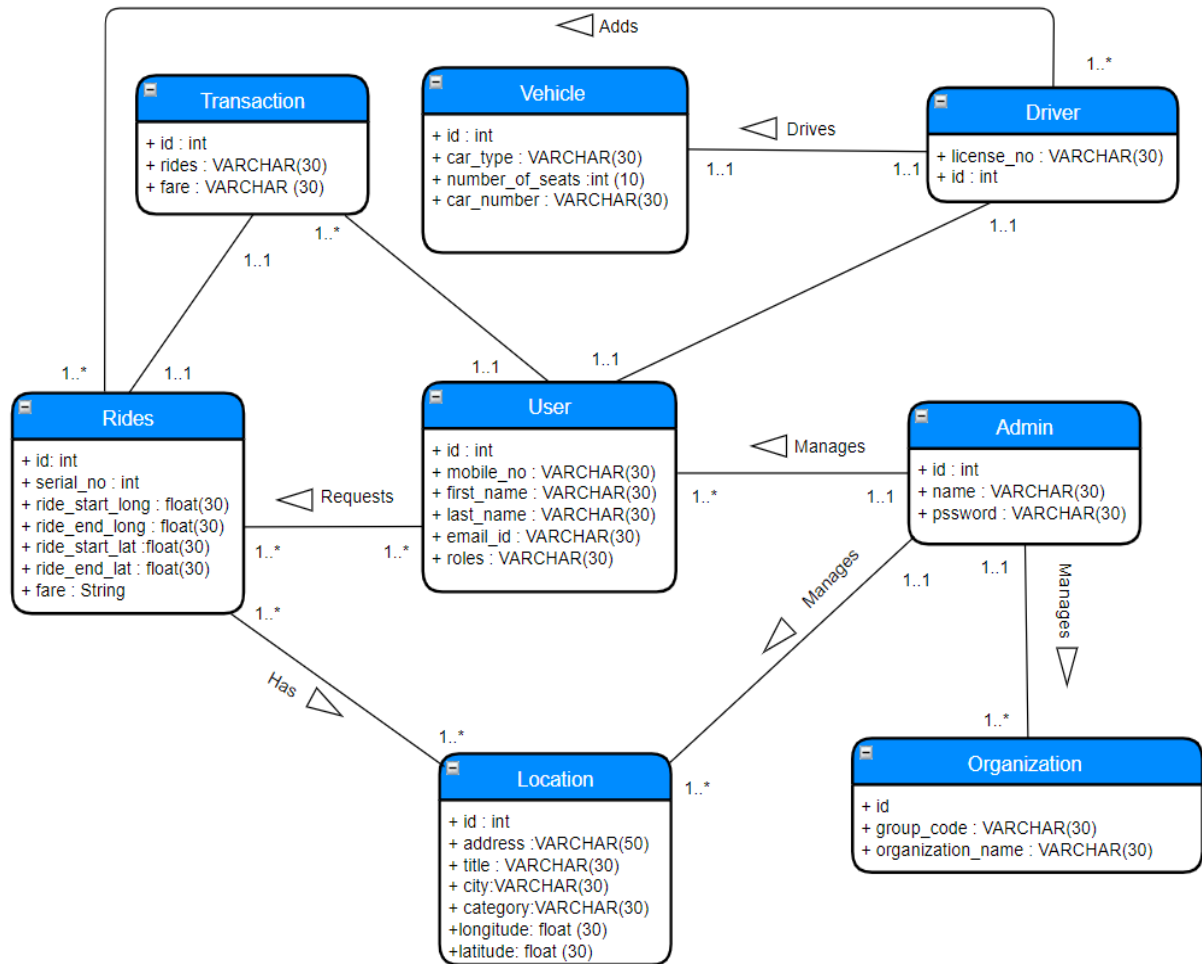 Adds
1..*
Transaction
+ id : int
+ rides : VARCHAR(30)
+ fare : VARCHAR (30)
Vehicle
+ id : int
+ car_type : VARCHAR(30)
+ number_of_seats :int (10)
+ car_number : VARCHAR(30)
Driver
+ license_no : VARCHAR(30)
+ id : int
Drives
1..1
1..1
1..*
1..1
1..1
1..*
1..1
1..1
1..1
Rides
+ id: int
+ serial_no : int
+ ride_start_long : float(30)
+ ride_end_long : float(30)
+ ride_start_lat :float(30)
+ ride_end_lat : float(30)
+ fare : String
User
+ id : int
+ mobile_no : VARCHAR(30)
+ first_name : VARCHAR(30)
+ last_name : VARCHAR(30)
+ email_id : VARCHAR(30)
+ roles : VARCHAR(30)
Admin
+ id : int
+ name : VARCHAR(30)
+ pssword : VARCHAR(30)
Manages
1..*
1..1
Requests
1..*
1..*
1..*
Manages
1..1
1..1
Manages
Has
1..*
1..*
1..*
Location
+ id : int
+ address :VARCHAR(50)
+ title : VARCHAR(30)
+ city:VARCHAR(30)
+ category:VARCHAR(30)
+longitude: float (30)
+latitude: float (30)
Organization
+ id
+ group_code : VARCHAR(30)
+ organization_name : VARCHAR(30)